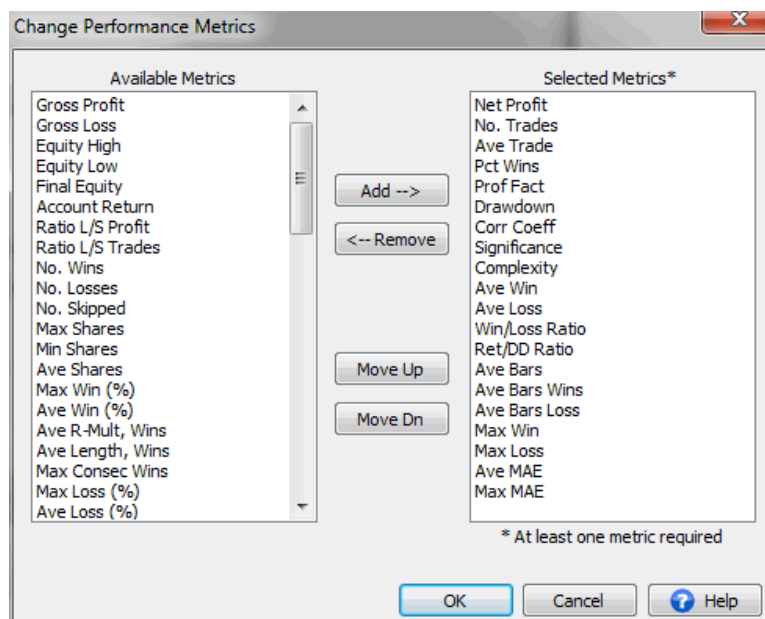 Change Performance Metrics
Available Metrics
Gross Profit
Gross Loss
Equity High
Equity Low
Final Equity
Account Return
Ratio L/S Profit
Ratio L/S Trades
No. Wins
No. Losses
No. Skipped
Max Shares
Min Shares
Ave Shares
Max Win (%)
Ave Win (%)
Ave R-Mult, Wins
Ave Length, Wins
Max Consec Wins
Max Loss (%)
Ave Loss (%)
Add -->
<-- Remove
Move Up
Move Dn
Selected Metrics*
Net Profit
No. Trades
Ave Trade
Pct Wins
Prof Fact
Drawdown
Corr Coeff
Significance
Complexity
Ave Win
Ave Loss
Win/Loss Ratio
Ret/DD Ratio
Ave Bars
Ave Bars Wins
Ave Bars Loss
Max Win
Max Loss
Ave MAE
Max MAE
* At least one metric required
OK
Cancel
Help